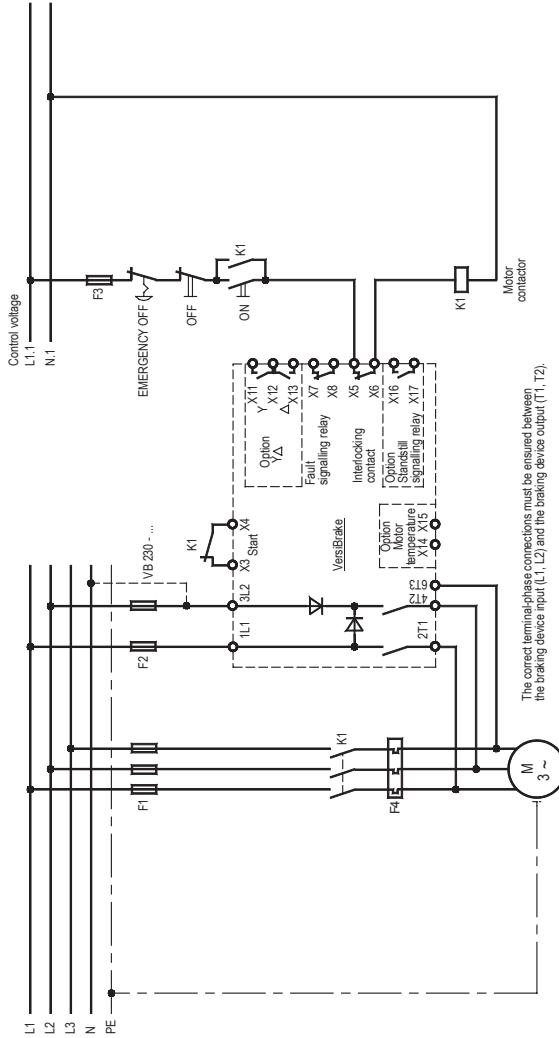 Control voltage
L1.1
N.1
F3
EMERGENCY OFF
OFF
ON
K1
K1
Motor
contactor
L1
L2
L3
N
PE
F1
F2
VB 230 - ...
K1
X3
X4
Start
1L1
3L2
VersiBrake
2T1
4T2
6T3
Option
Motor
temperature
X14
X15
Option
Y△
X11
Y
X12
△
X13
Fault
signalling relay
X7
X8
Interlocking
contact
X5
X6
Option
Standstill
signalling relay
X16
X17
K1
F4
M
3 ~
The correct terminal-phase connections must be ensured between
the braking device input (L1, L2) and the braking device output (T1, T2).